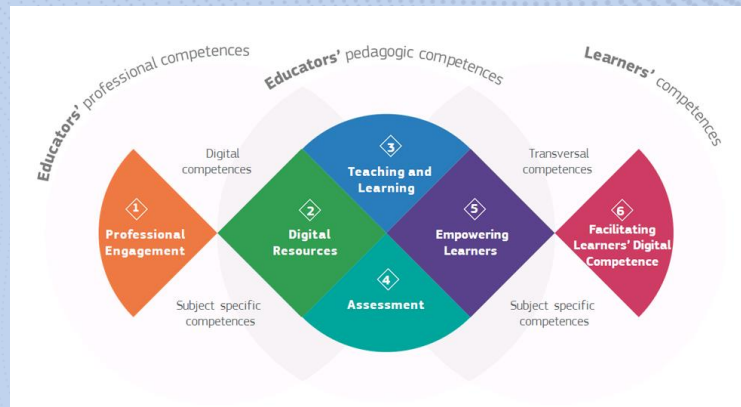 Educators' professional competences
Educators' pedagogic competences
Learners' competences
Digital
competences
Transversal
competences
3
Teaching and
Learning
1
Professional
Engagement
2
Digital
Resources
5
Empowering
Learners
6
Facilitating
Learners' Digital
Competence
4
Assessment
Subject specific
competences
Subject specific
competences